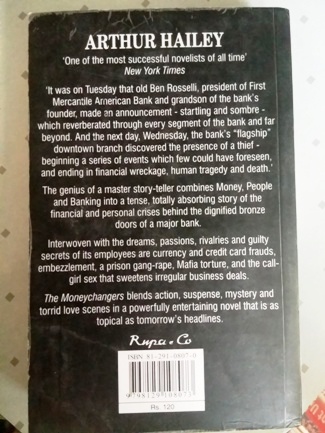 ARTHUR HAILEY
'One of the most successful novelists of all time'
New York Times
'It was on Tuesday that old Ben Rosselli, president of First
Mercantile American Bank and grandson of the bank's
founder, made an announcement - startling and sombre -
which reverberated through every segment of the bank and far
beyond. And the next day, Wednesday, the bank's "flagship"
downtown branch discovered the presence of a thief -
beginning a series of events which few could have foreseen,
and ending in financial wreckage, human tragedy and death.'
The genius of a master story-teller combines Money, People
and Banking into a tense, totally absorbing story of the
financial and personal crises behind the dignified bronze
doors of a major bank.
Interwoven with the dreams, passions, rivalries and guilty
secrets of its employees are currency and credit card frauds,
embezzlement, a prison gang-rape, Mafia torture, and the call-
girl sex that sweetens irregular business deals.
The Moneychangers blends action, suspense, mystery and
torrid love scenes in a powerfully entertaining novel that is as
topical as tomorrow's headlines.
Rupa & Co
ISBN 81-291-0807-0
9788129108073
Rs. 120